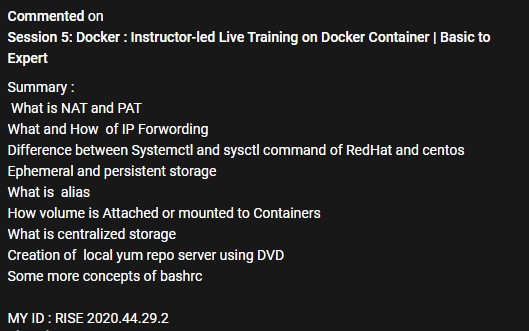 Commented on
Session 5: Docker : Instructor-led Live Training on Docker Container | Basic to
Expert
Summary :
What is NAT and PAT
What and How of IP Forwording
Difference between Systemctl and sysctl command of RedHat and centos
Ephemeral and persistent storage
What is alias
How volume is Attached or mounted to Containers
What is centralized storage
Creation of local yum repo server using DVD
Some more concepts of bashrc
MY ID : RISE 2020.44.29.2